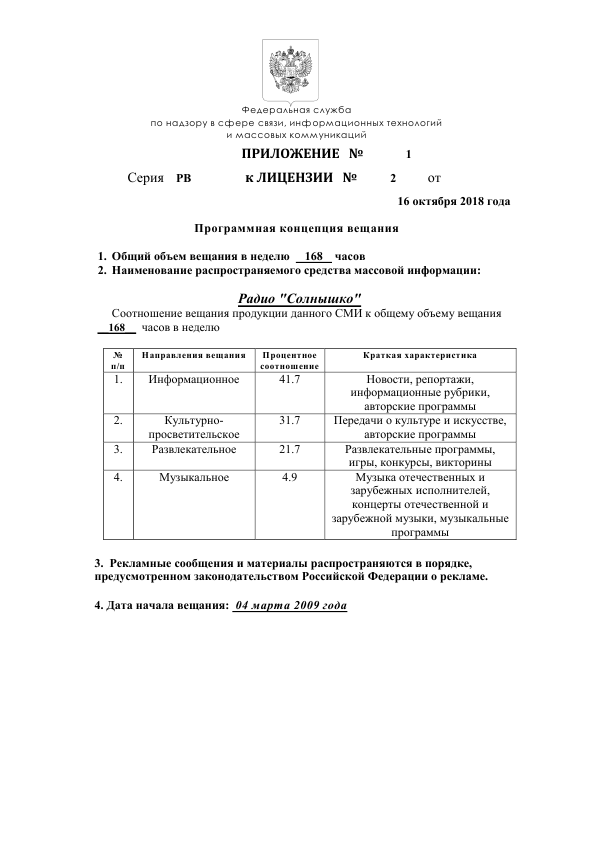 Федеральная служба
по надзору в сфере связи, информационных технологий
и массовых коммуникаций
ПРИЛОЖЕНИЕ № 1
Серия РВ к ЛИЦЕНЗИИ № 2 от
16 октября 2018 года
Программная концепция вещания
1. Общий объем вещания в неделю 168 часов
2. Наименование распространяемого средства массовой информации:
Радио "Солнышко"
Соотношение вещания продукции данного СМИ к общему объему вещания
168 часов в неделю
№ Направления вещания Процентное Краткая характеристика
п/п соотношение
1. Информационное 41.7 Новости, репортажи,
информационные рубрики,
авторские программы
2. Культурно- 31.7 Передачи о культуре и искусстве,
просветительское авторские программы
3. Развлекательное 21.7 Развлекательные программы,
игры, конкурсы, викторины
4. Музыкальное 4.9 Музыка отечественных и
зарубежных исполнителей,
концерты отечественной и
зарубежной музыки, музыкальные
программы
3. Рекламные сообщения и материалы распространяются в порядке,
предусмотренном законодательством Российской Федерации о рекламе.
4. Дата начала вещания: 04 марта 2009 года